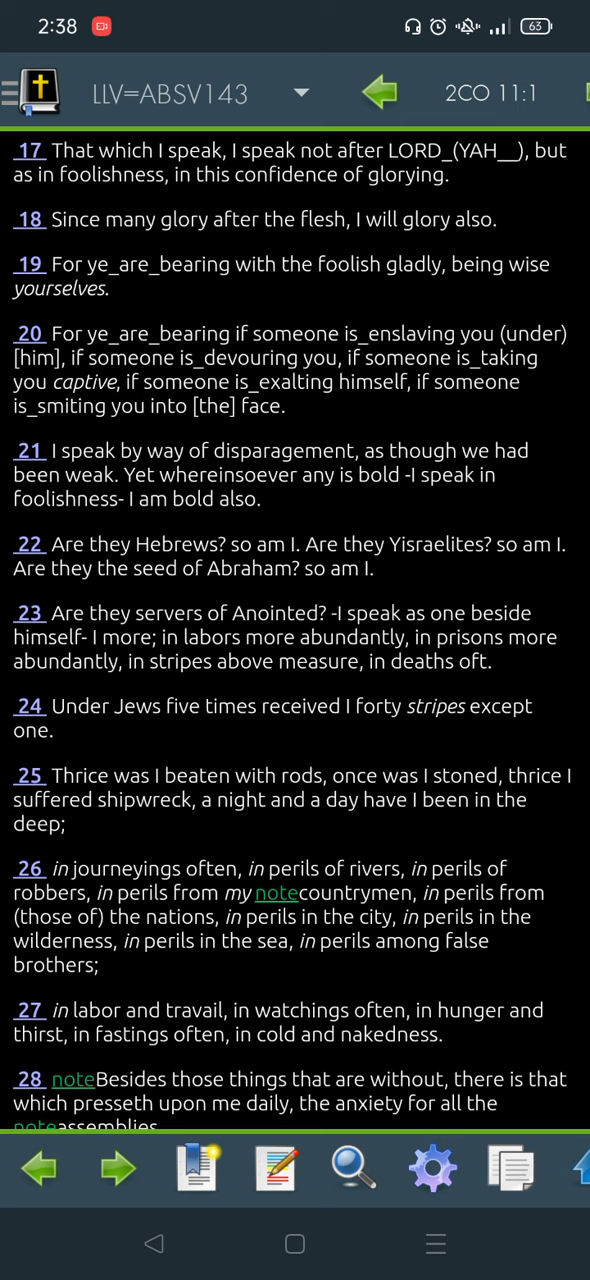 2:38
63
LLV=ABSV143
2CO 11:1
17 That which I speak, I speak not after LORD_(YAH__), but
as in foolishness, in this confidence of glorying.
18 Since many glory after the flesh, I will glory also.
19 For ye_are_bearing with the foolish gladly, being wise
yourselves.
20 For ye_are_bearing if someone is_enslaving you (under)
[him], if someone is_devouring you, if someone is_taking
you captive, if someone is_exalting himself, if someone
is_smiting you into [the] face.
21 I speak by way of disparagement, as though we had
been weak. Yet whereinsoever any is bold -I speak in
foolishness- I am bold also.
22 Are they Hebrews? so am I. Are they Yisraelites? so am I.
Are they the seed of Abraham? so am I.
23 Are they servers of Anointed? -I speak as one beside
himself- I more; in labors more abundantly, in prisons more
abundantly, in stripes above measure, in deaths oft.
24 Under Jews five times received I forty stripes except
one.
25 Thrice was I beaten with rods, once was I stoned, thrice I
suffered shipwreck, a night and a day have I been in the
deep;
26 in journeyings often, in perils of rivers, in perils of
robbers, in perils from my notecountrymen, in perils from
(those of) the nations, in perils in the city, in perils in the
wilderness, in perils in the sea, in perils among false
brothers;
27 in labor and travail, in watchings often, in hunger and
thirst, in fastings often, in cold and nakedness.
28 noteBesides those things that are without, there is that
which presseth upon me daily, the anxiety for all the
noteassemblies